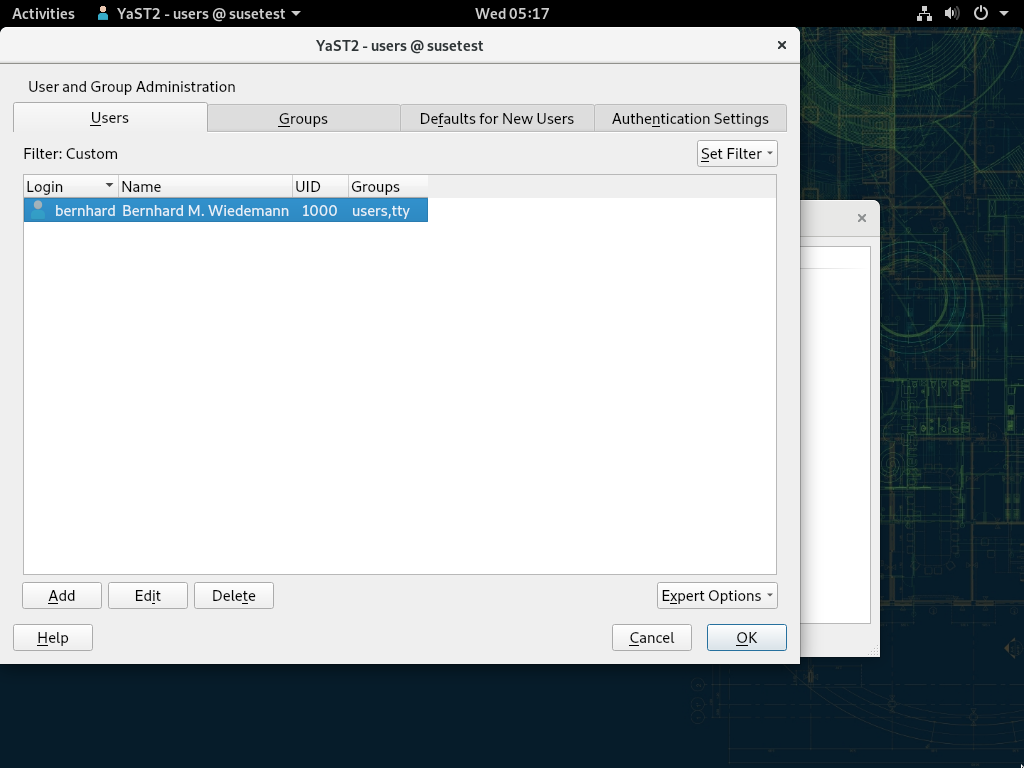 Activities YaST2 - users @ susetest Wed 05:17
YaST2 - users @ susetest
User and Group Administration
Users Groups Defaults for New Users Authentication Settings
Filter: Custom Set Filter
Login Name UID Groups
bernhard Bernhard M. Wiedemann 1000 users,tty
Add Edit Delete Expert Options
Help Cancel OK